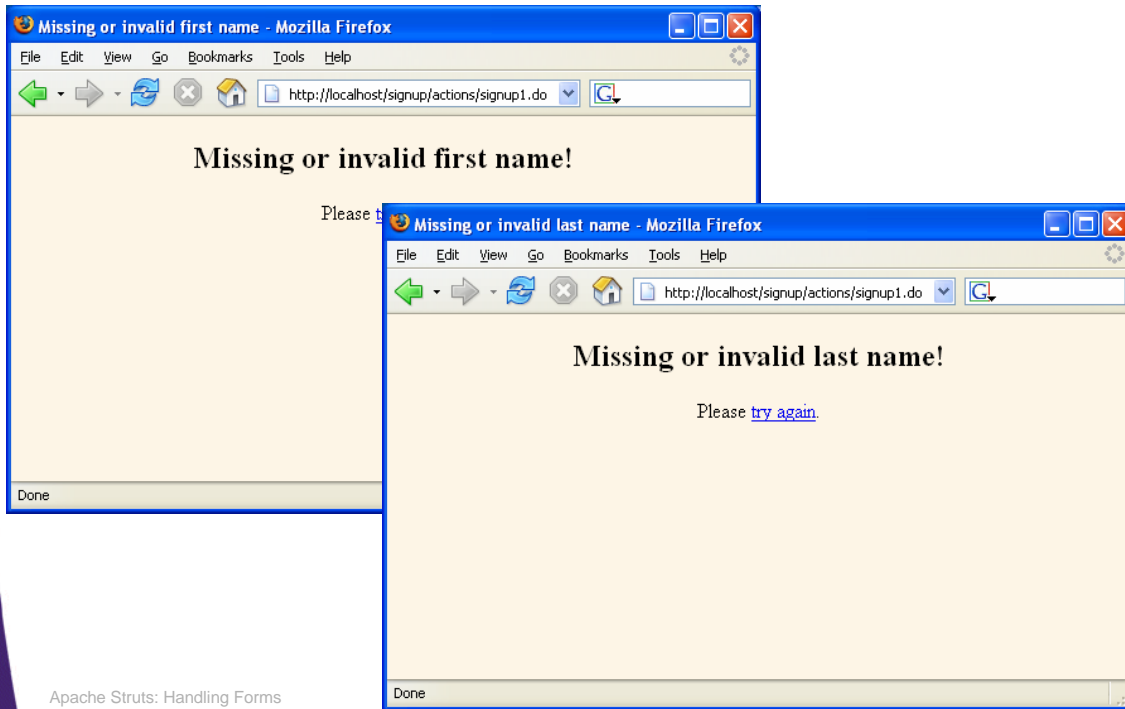 Missing or invalid first name - Mozilla Firefox
File Edit View Go Bookmarks Tools Help
http://localhost/signup/actions/signup1.do G
Missing or invalid first name!
Please t
Done
Missing or invalid last name - Mozilla Firefox
File Edit View Go Bookmarks Tools Help
http://localhost/signup/actions/signup1.do G
Missing or invalid last name!
Please try again.
Done
Apache Struts: Handling Forms